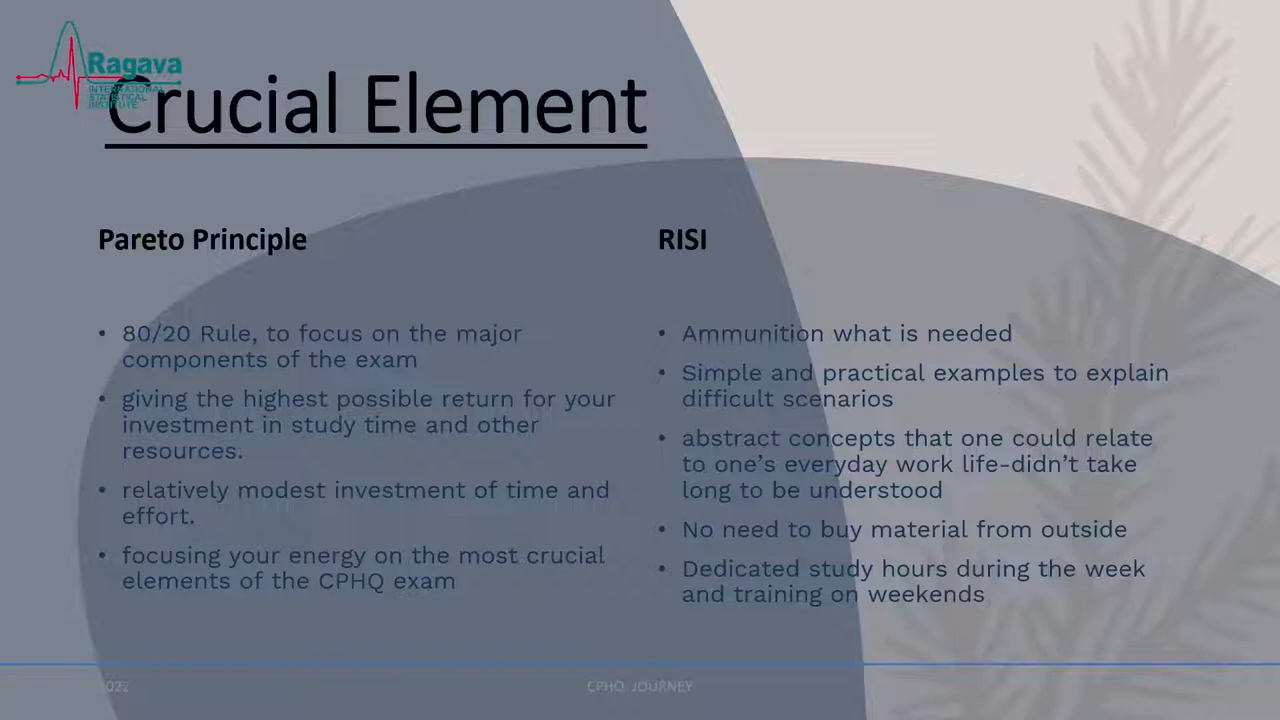 Ragava
INTERNATIONAL
STATISTICAL
INSTITUTE
Crucial Element
Pareto Principle
• 80/20 Rule, to focus on the major
components of the exam
• giving the highest possible return for your
investment in study time and other
resources.
• relatively modest investment of time and
effort.
• focusing your energy on the most crucial
elements of the CPHQ exam
RISI
• Ammunition what is needed
• Simple and practical examples to explain
difficult scenarios
• abstract concepts that one could relate
to one’s everyday work life-didn’t take
long to be understood
• No need to buy material from outside
• Dedicated study hours during the week
and training on weekends
022
CPHQ JOURNEY